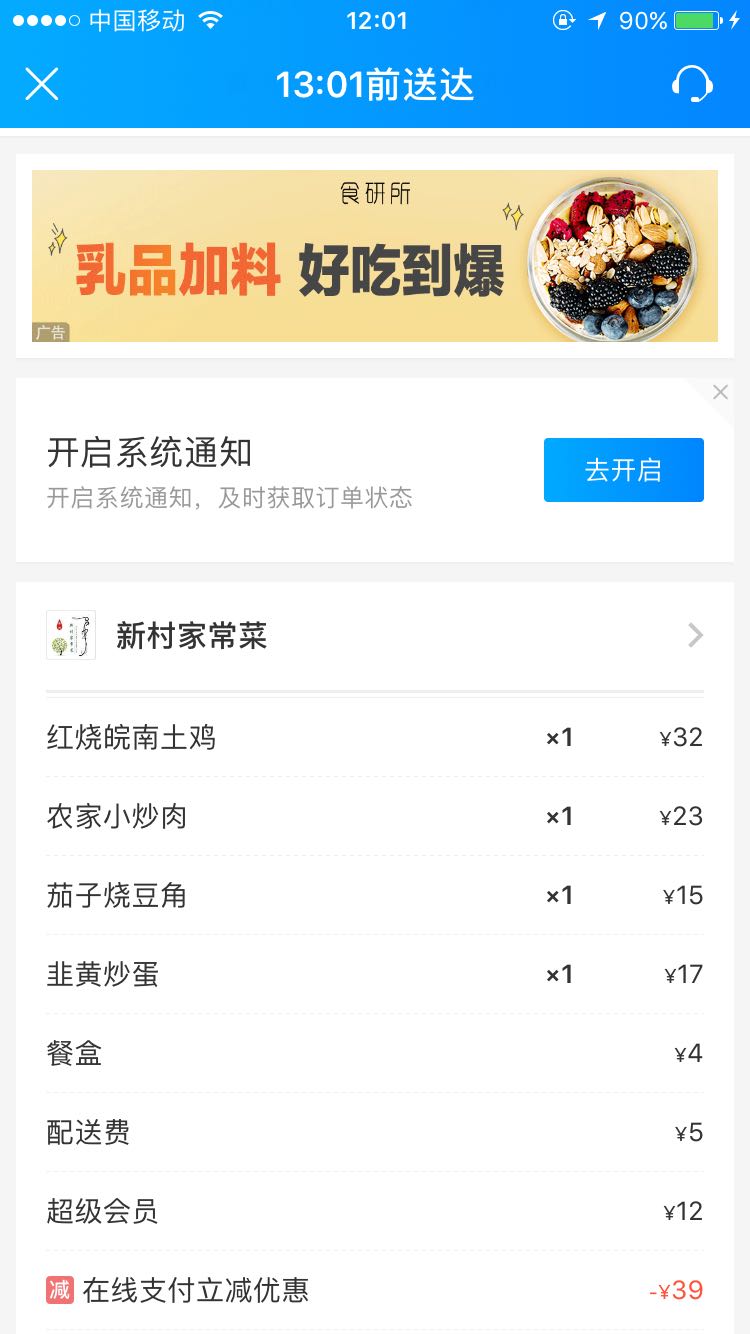 中国移动 12:01 90%
13:01前送达
食研所
乳品加料 好吃到爆
广告
开启系统通知
开启系统通知，及时获取订单状态
去开启
新村家常菜
红烧皖南土鸡 ×1 ¥32
农家小炒肉 ×1 ¥23
茄子烧豆角 ×1 ¥15
韭黄炒蛋 ×1 ¥17
餐盒 ¥4
配送费 ¥5
超级会员 ¥12
减 在线支付立减优惠 -¥39